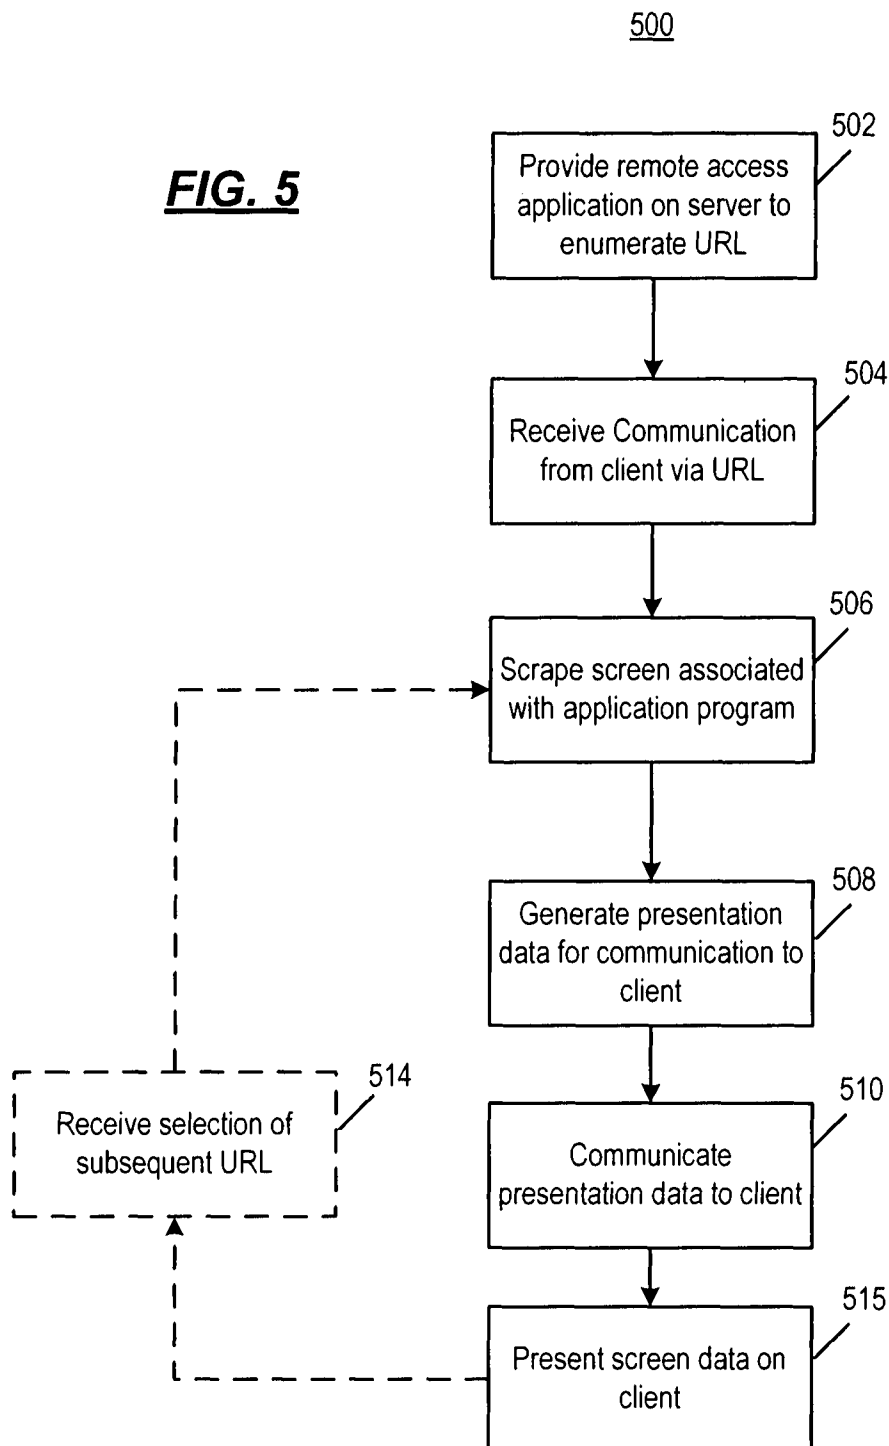 500
FIG. 5
502
Provide remote access
application on server to
enumerate URL
504
Receive Communication
from client via URL
506
Scrape screen associated
with application program
508
Generate presentation
data for communication to
client
514
Receive selection of
subsequent URL
510
Communicate
presentation data to client
515
Present screen data on
client